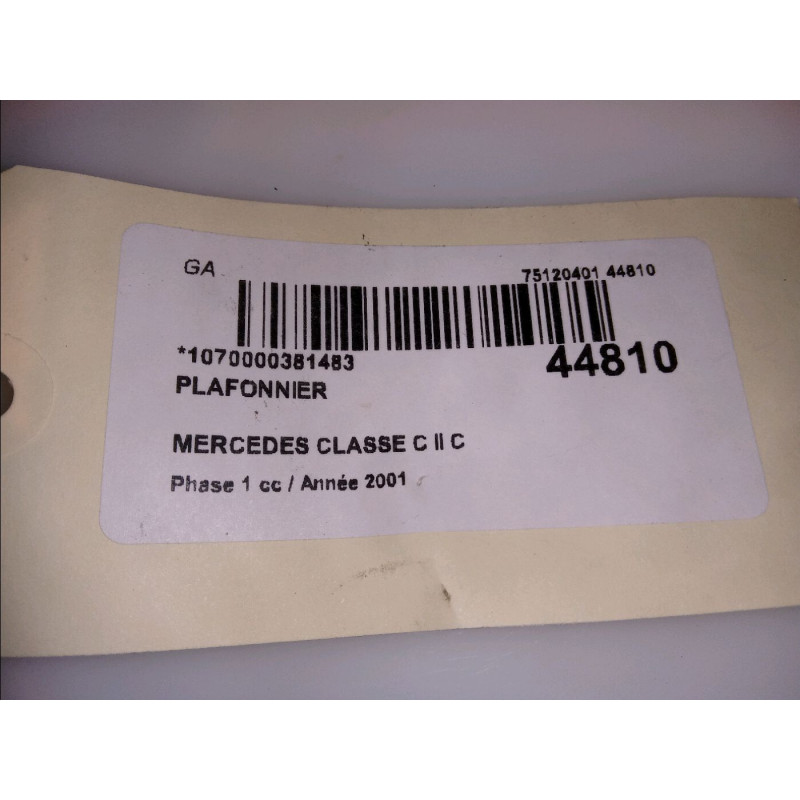 GA
75120401 44810
*1070000381483
44810
PLAFONNIER
MERCEDES CLASSE C II C
Phase 1 cc / Année 2001